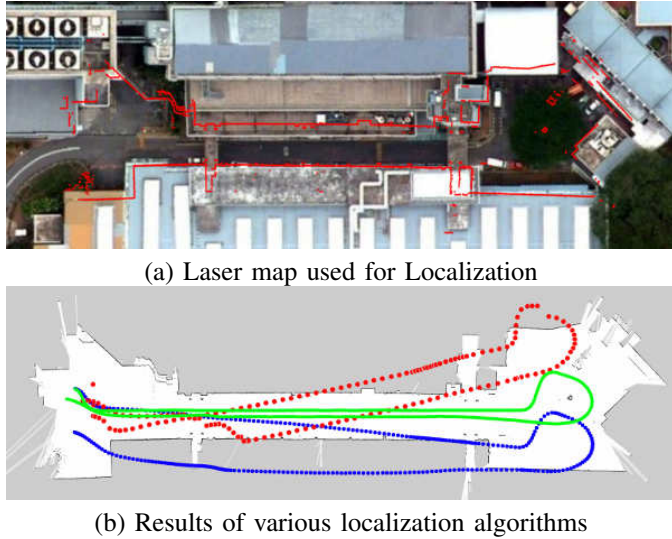 (a) Laser map used for Localization
(b) Results of various localization algorithms